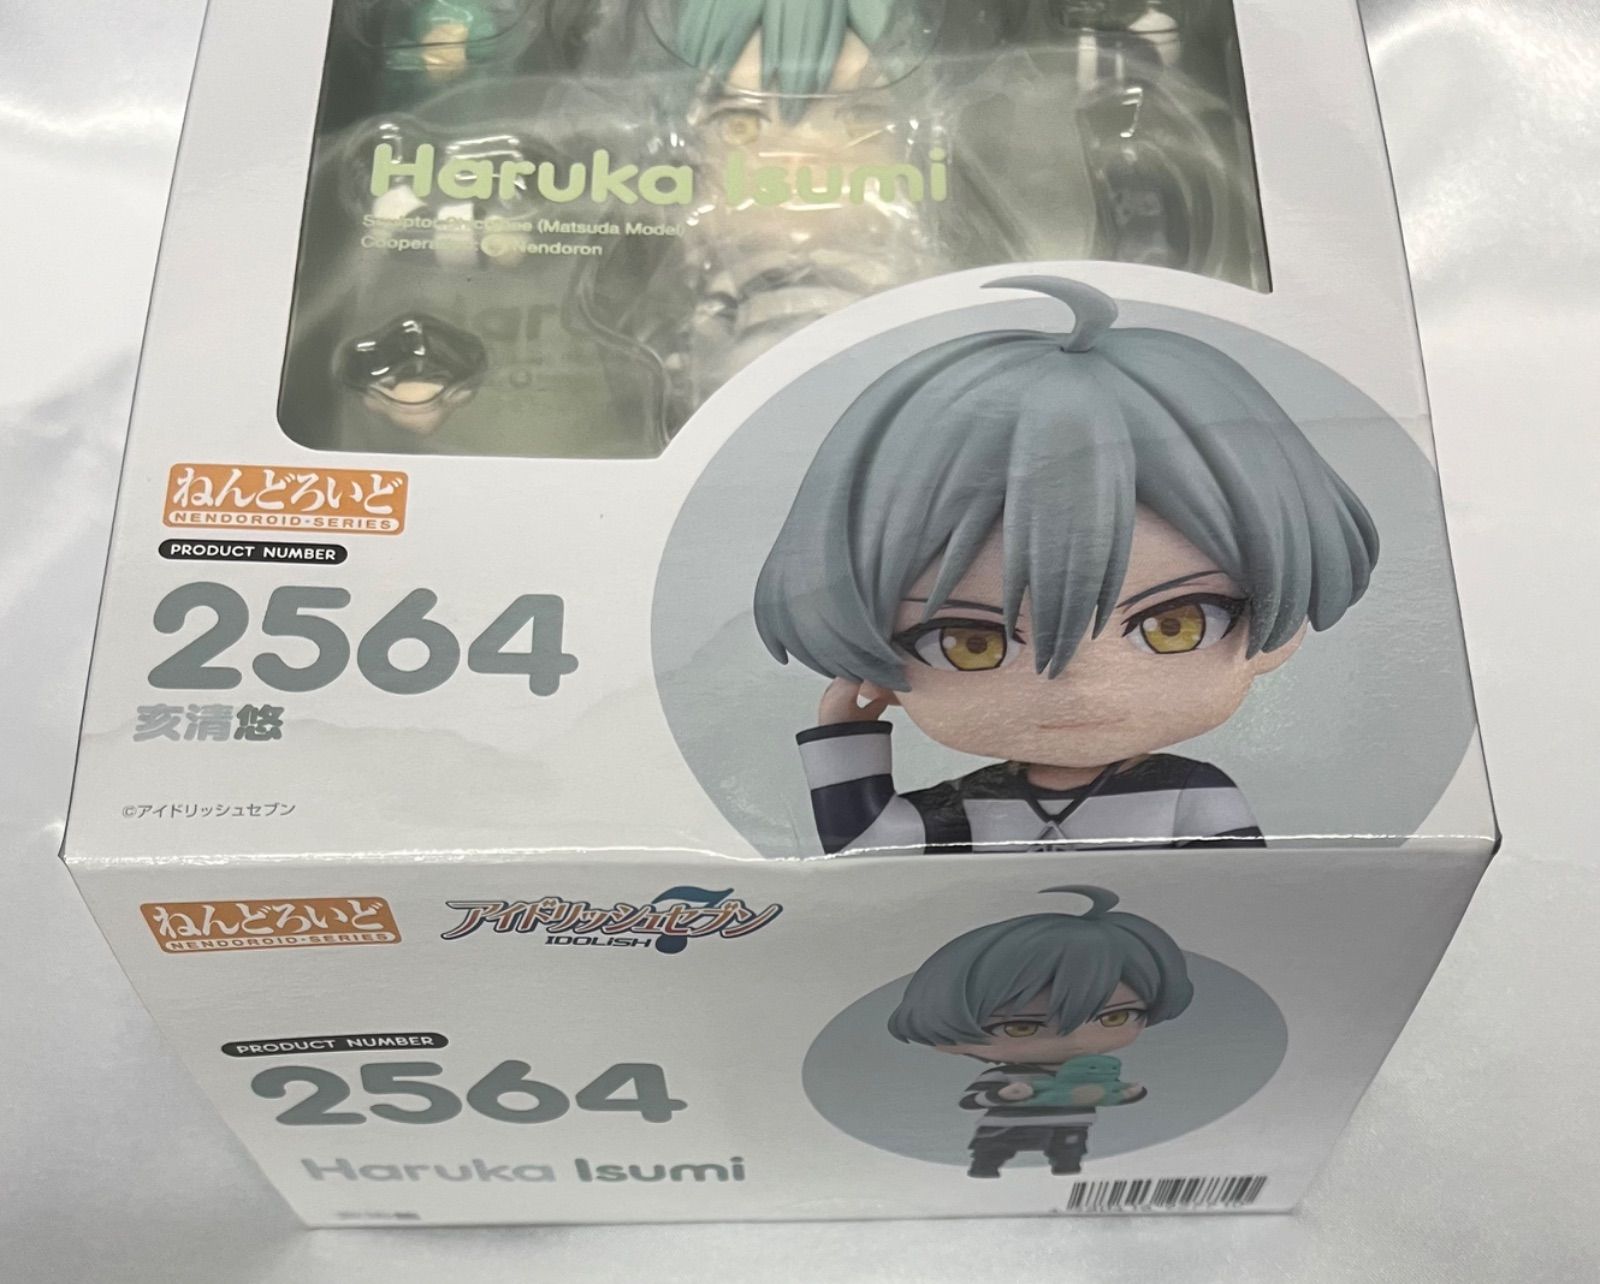 Haruka Isumi
(Matsuda Model)
Nendoron
ねんどろいど
NENDOROID·SERIES
PRODUCT NUMBER
2564
亥清悠
©アイドリッシュセブン
ねんどろいど
NENDOROID·SERIES
アイドリッシュセブン
IDOLiSH7
PRODUCT NUMBER
2564
Haruka Isumi